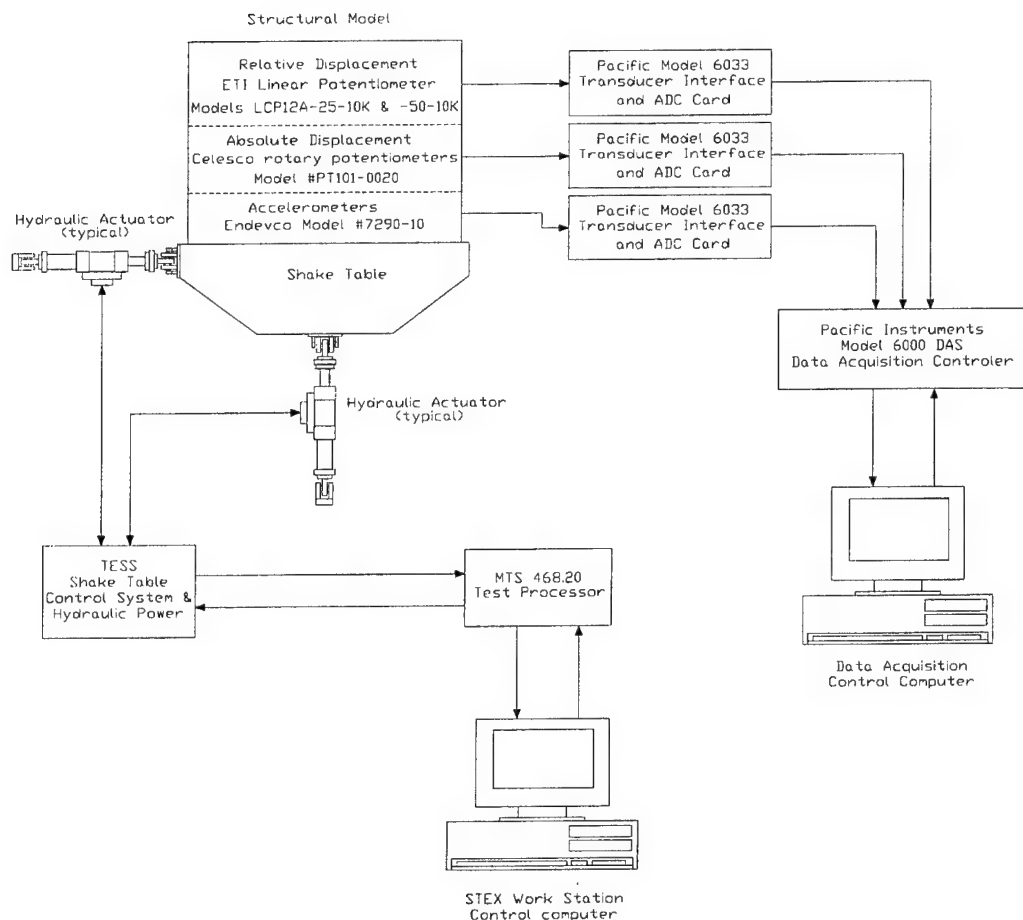 Structural Model
Relative Displacement
ETI Linear Potentiometer
Models LCP12A-25-10K & -50-10K
Absolute Displacement
Celesco rotary potentiometers
Model #PT101-0020
Accelerometers
Endevco Model #7290-10
Pacific Model 6033
Transducer Interface
and ADC Card
Pacific Model 6033
Transducer Interface
and ADC Card
Pacific Model 6033
Transducer Interface
and ADC Card
Hydraulic Actuator
(typical)
Shake Table
Pacific Instruments
Model 6000 DAS
Data Acquisition Controler
Hydraulic Actuator
(typical)
TESS
Shake Table
Control System &
Hydraulic Power
MTS 468.20
Test Processor
Data Acquisition
Control Computer
STEX Work Station
Control computer